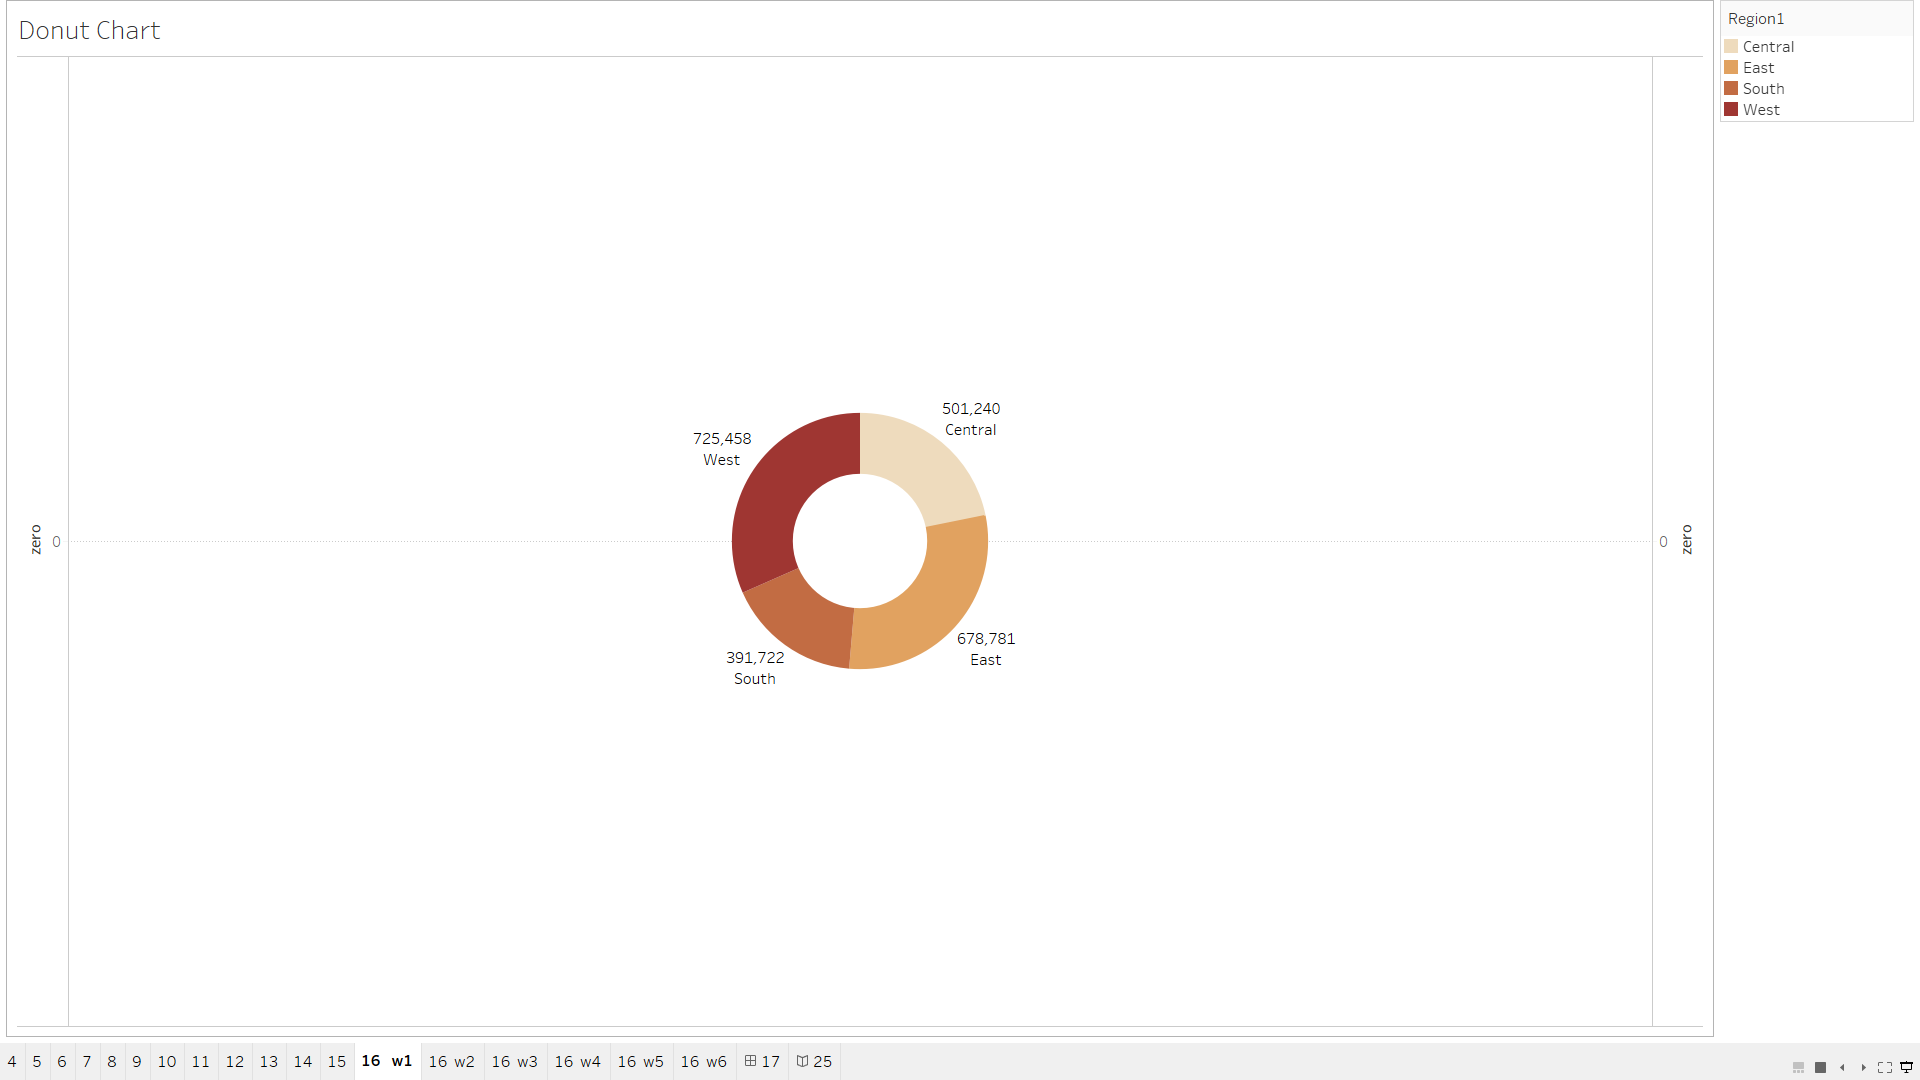 Donut Chart
Region1
Central
East
South
West
501,240
Central
725,458
West
zero
0
0
zero
678,781
East
391,722
South
4 5 6 7 8 9 10 11 12 13 14 15 16 w1 16 w2 16 w3 16 w4 16 w5 16 w6 17 25